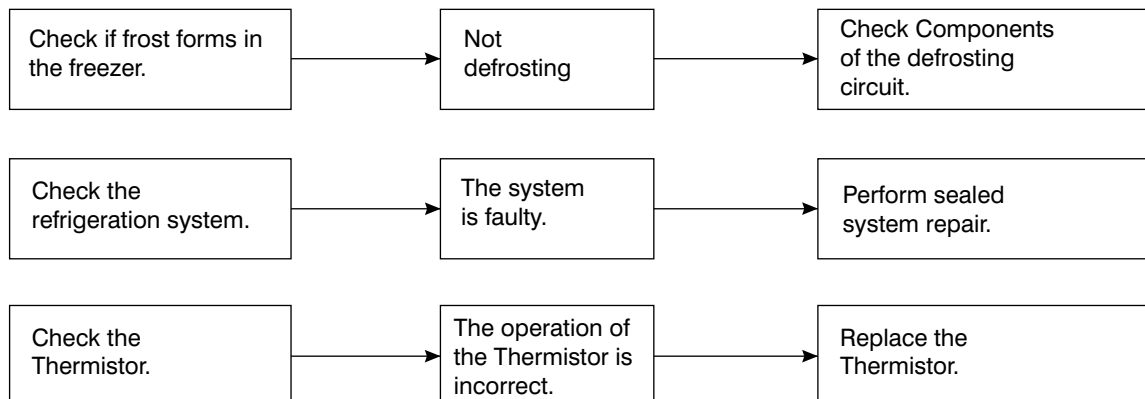 Check if frost forms in
the freezer.
Not
defrosting
Check Components
of the defrosting
circuit.
Check the
refrigeration system.
The system
is faulty.
Perform sealed
system repair.
Check the
Thermistor.
The operation of
the Thermistor is
incorrect.
Replace the
Thermistor.